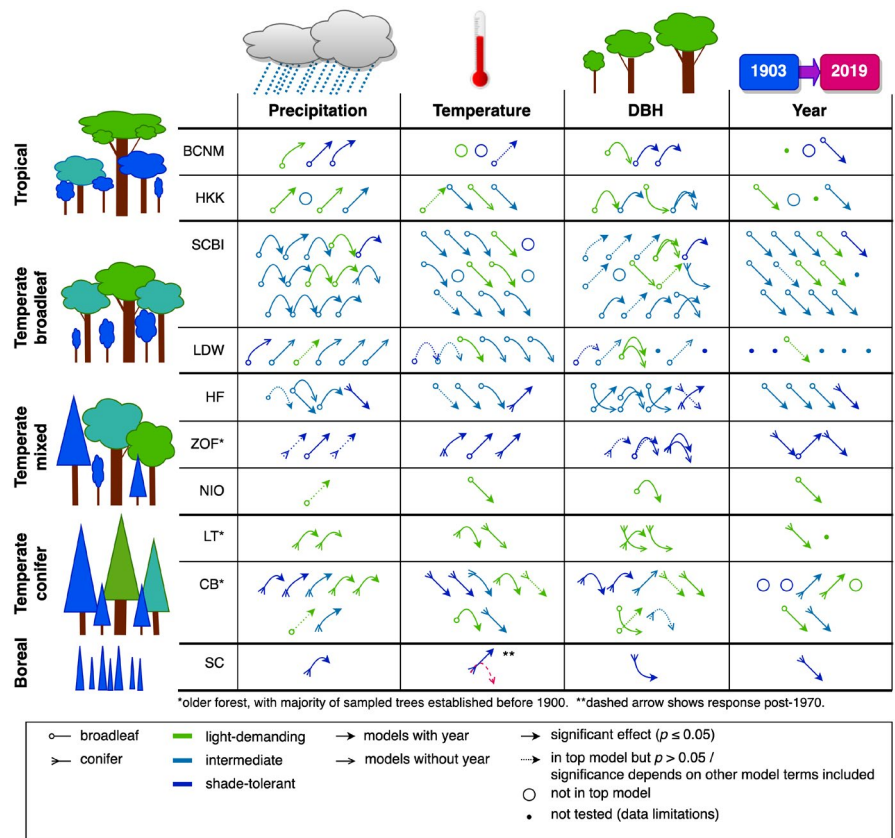 1903 2019
Precipitation Temperature DBH Year
Tropical
BCNM
HKK
Temperate
broadleaf
SCBI
LDW
Temperate
mixed
HF
ZOF*
NIO
Temperate
conifer
LT*
CB*
Boreal
SC
**
*older forest, with majority of sampled trees established before 1900. **dashed arrow shows response post-1970.
broadleaf
conifer
light-demanding
intermediate
shade-tolerant
models with year
models without year
significant effect (p ≤ 0.05)
in top model but p > 0.05 /
significance depends on other model terms included
not in top model
not tested (data limitations)